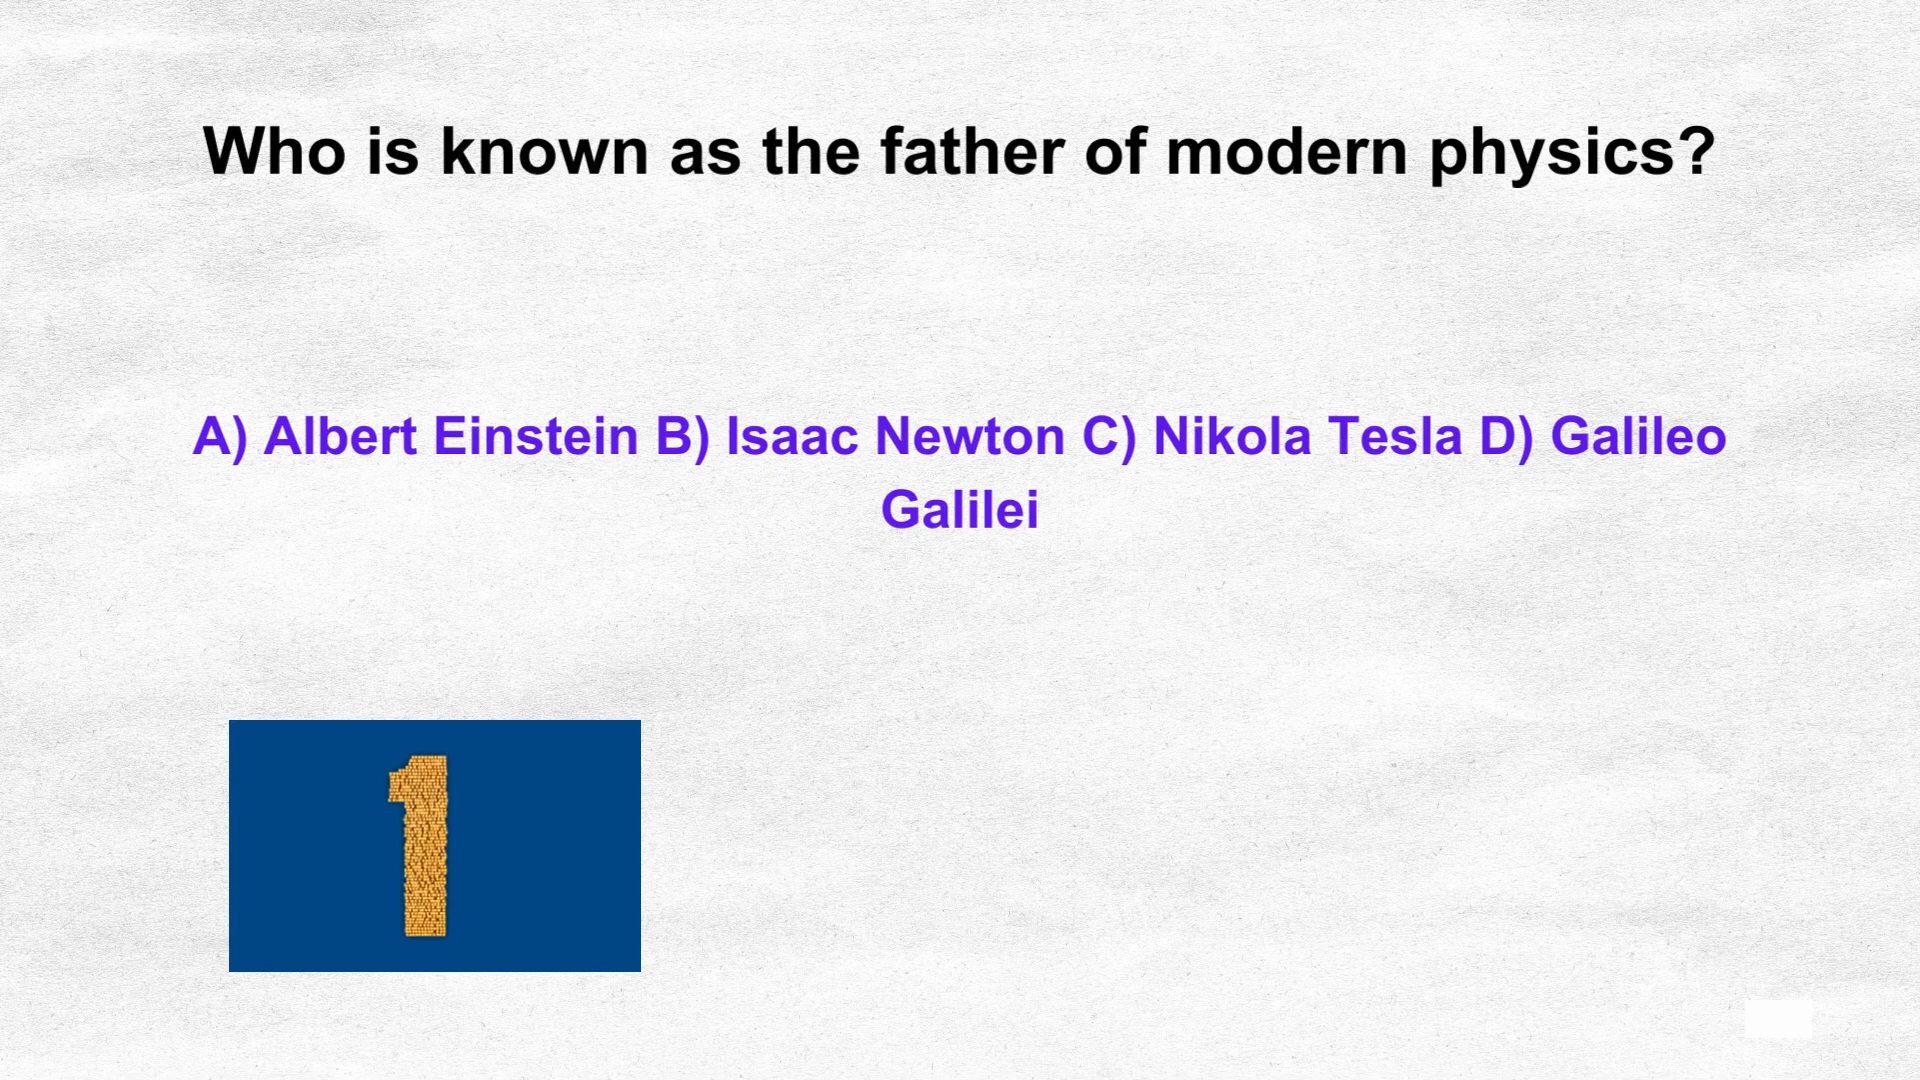 Who is known as the father of modern physics?
A) Albert Einstein B) Isaac Newton C) Nikola Tesla D) Galileo
Galilei
1